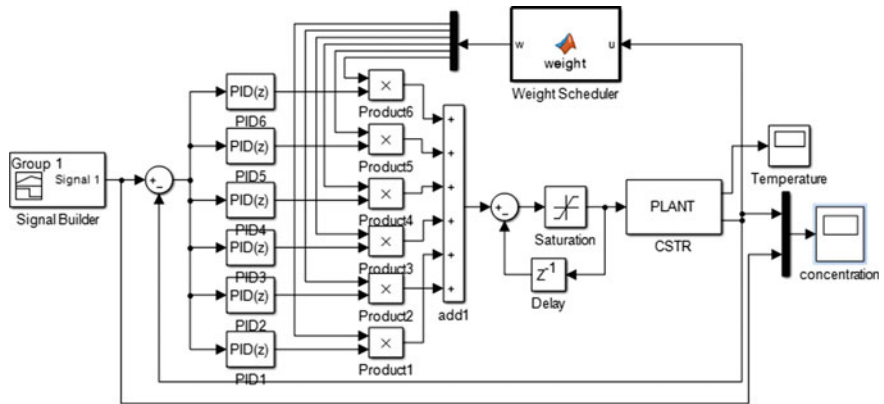 w
u
weight
Weight Scheduler
PID(z)
PID6
×
Product6
+
PID(z)
PID5
×
Product5
+
Group 1
Signal 1
Signal Builder
+
−
PID(z)
PID4
×
Product4
+
+
−
Saturation
PLANT
CSTR
Temperature
PID(z)
PID3
×
Product3
+
Z-1
Delay
concentration
PID(z)
PID2
×
Product2
+
add1
PID(z)
PID1
×
Product1
+